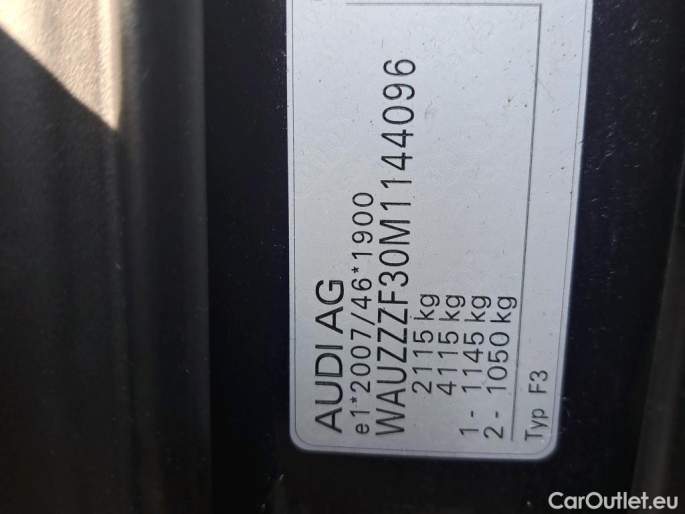 AUDI AG
e1*2007/46*1900
WAUZZZF30M1144096
2115 kg
4115 kg
1- 1145 kg
2- 1050 kg
Typ F3
CarOutlet.eu